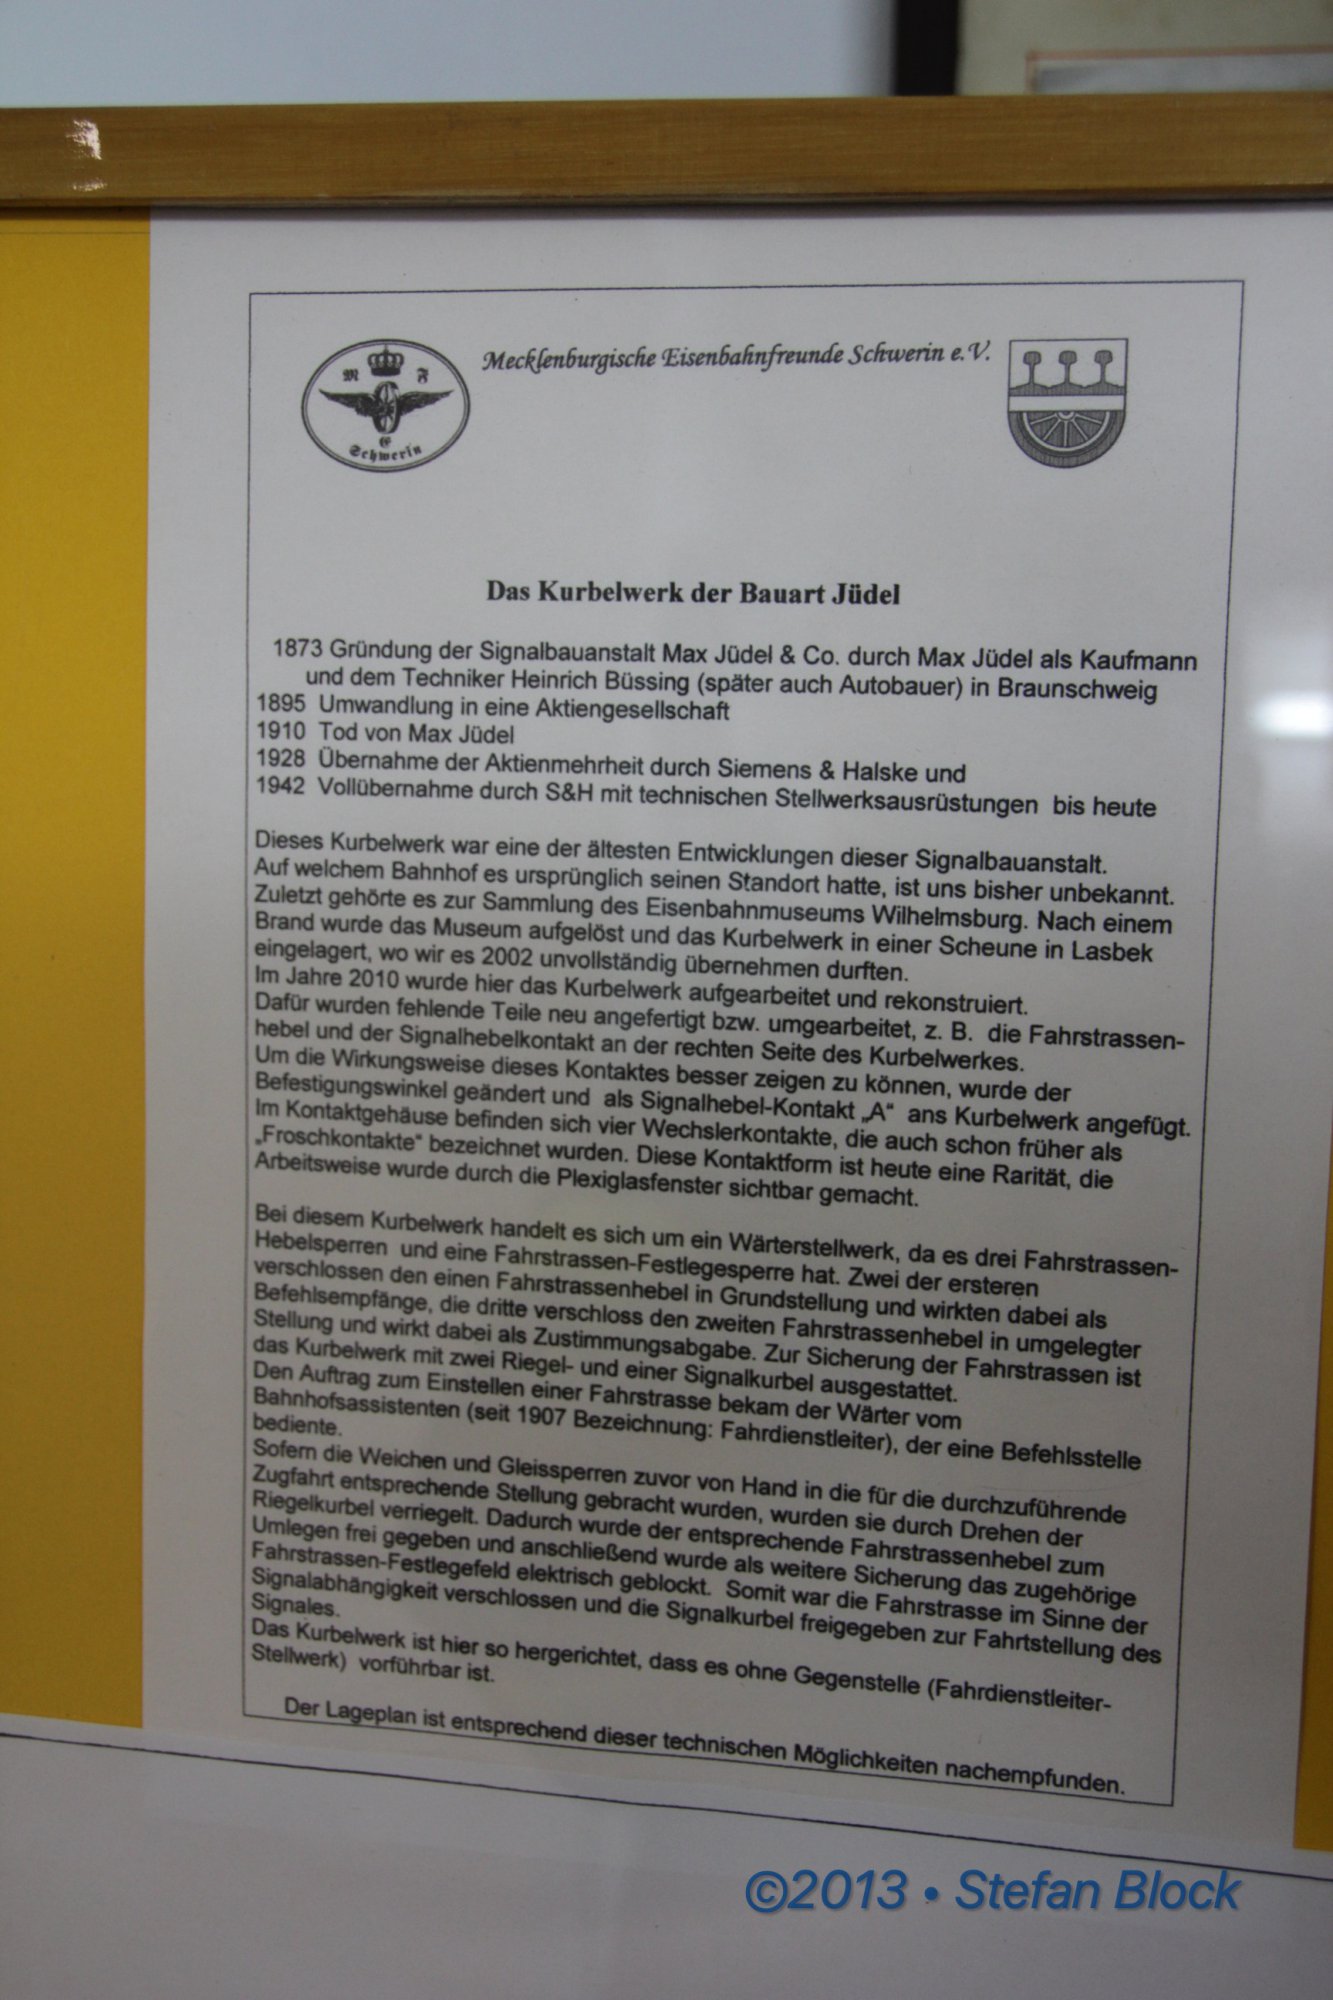 Mecklenburgische Eisenbahnfreunde Schwerin e.V.
M F
E
Schwerin
Das Kurbelwerk der Bauart Jüdel
1873 Gründung der Signalbauanstalt Max Jüdel & Co. durch Max Jüdel als Kaufmann
und dem Techniker Heinrich Büssing (später auch Autobauer) in Braunschweig
1895 Umwandlung in eine Aktiengesellschaft
1910 Tod von Max Jüdel
1928 Übernahme der Aktienmehrheit durch Siemens & Halske und
1942 Vollübernahme durch S&H mit technischen Stellwerksausrüstungen bis heute
Dieses Kurbelwerk war eine der ältesten Entwicklungen dieser Signalbauanstalt.
Auf welchem Bahnhof es ursprünglich seinen Standort hatte, ist uns bisher unbekannt.
Zuletzt gehörte es zur Sammlung des Eisenbahnmuseums Wilhelmsburg. Nach einem
Brand wurde das Museum aufgelöst und das Kurbelwerk in einer Scheune in Lasbek
eingelagert, wo wir es 2002 unvollständig übernehmen durften.
Im Jahre 2010 wurde hier das Kurbelwerk aufgearbeitet und rekonstruiert.
Dafür wurden fehlende Teile neu angefertigt bzw. umgearbeitet, z. B. die Fahrstrassen-
hebel und der Signalhebelkontakt an der rechten Seite des Kurbelwerkes.
Um die Wirkungsweise dieses Kontaktes besser zeigen zu können, wurde der
Befestigungswinkel geändert und als Signalhebel-Kontakt „A“ ans Kurbelwerk angefügt.
Im Kontaktgehäuse befinden sich vier Wechslerkontakte, die auch schon früher als
„Froschkontakte“ bezeichnet wurden. Diese Kontaktform ist heute eine Rarität, die
Arbeitsweise wurde durch die Plexiglasfenster sichtbar gemacht.
Bei diesem Kurbelwerk handelt es sich um ein Wärterstellwerk, da es drei Fahrstrassen-
Hebelsperren und eine Fahrstrassen-Festlegesperre hat. Zwei der ersteren
verschlossen den einen Fahrstrassenhebel in Grundstellung und wirkten dabei als
Befehlsempfänge, die dritte verschloss den zweiten Fahrstrassenhebel in umgelegter
Stellung und wirkt dabei als Zustimmungsabgabe. Zur Sicherung der Fahrstrassen ist
das Kurbelwerk mit zwei Riegel- und einer Signalkurbel ausgestattet.
Den Auftrag zum Einstellen einer Fahrstrasse bekam der Wärter vom
Bahnhofsassistenten (seit 1907 Bezeichnung: Fahrdienstleiter), der eine Befehlsstelle
bediente.
Sofern die Weichen und Gleissperren zuvor von Hand in die für die durchzuführende
Zugfahrt entsprechende Stellung gebracht wurden, wurden sie durch Drehen der
Riegelkurbel verriegelt. Dadurch wurde der entsprechende Fahrstrassenhebel zum
Umlegen frei gegeben und anschließend wurde als weitere Sicherung das zugehörige
Fahrstrassen-Festlegefeld elektrisch geblockt. Somit war die Fahrstrasse im Sinne der
Signalabhängigkeit verschlossen und die Signalkurbel freigegeben zur Fahrtstellung des
Signales.
Das Kurbelwerk ist hier so hergerichtet, dass es ohne Gegenstelle (Fahrdienstleiter-
Stellwerk) vorführbar ist.
Der Lageplan ist entsprechend dieser technischen Möglichkeiten nachempfunden.
©2013 • Stefan Block